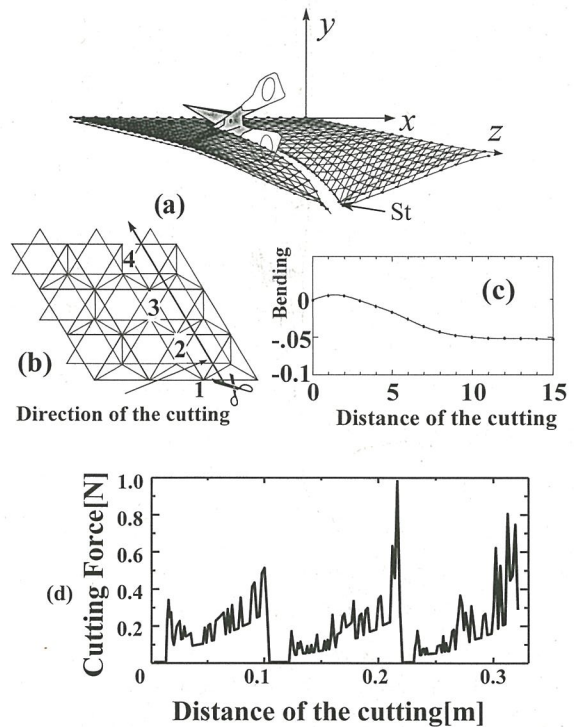 y
x
z
St
(a)
4
3
2
1
(b)
Direction of the cutting
Bending
(c)
0
-.05
-0.1
0 5 10 15
Distance of the cutting
(d)
Cutting Force[N]
1.0
0.8
0.6
0.4
0.2
0 0.1 0.2 0.3
Distance of the cutting[m]